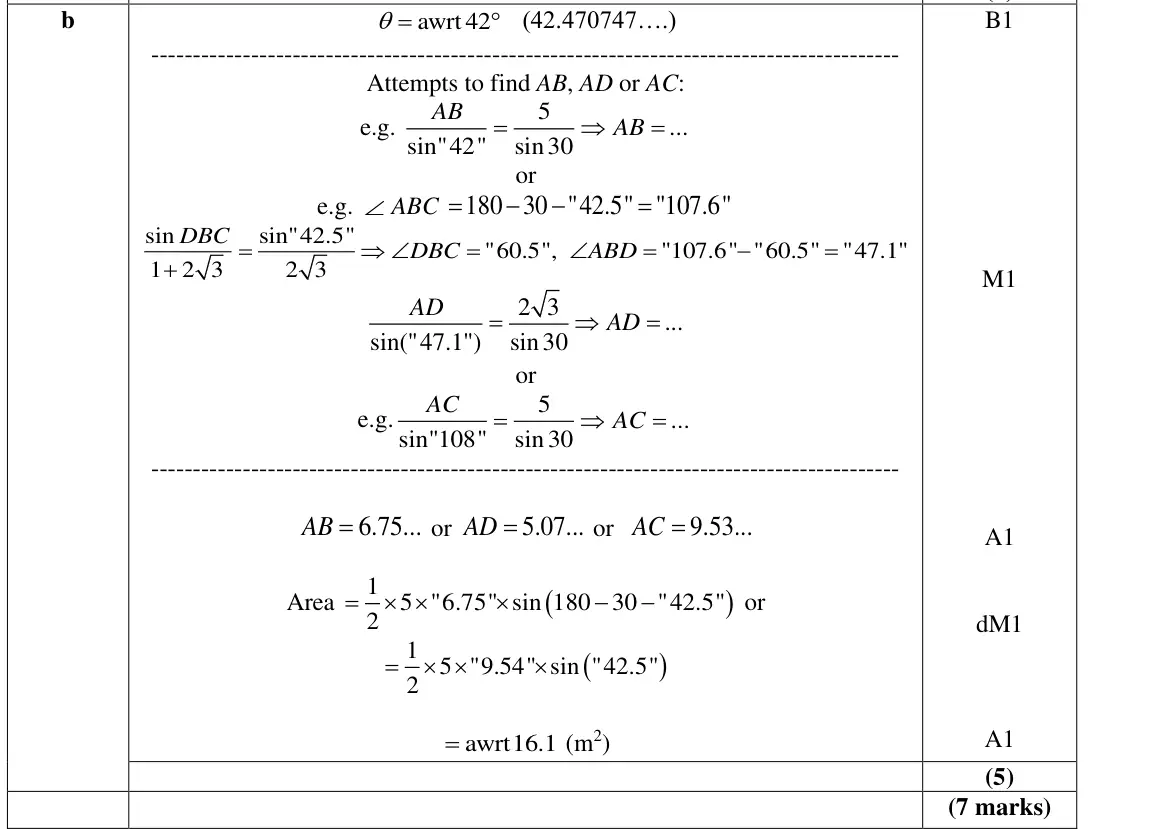 b
θ = awrt 42° (42.470747….) B1
------------------------------------------------------------------------------------------
Attempts to find AB, AD or AC:
e.g. AB/sin"42" = 5/sin 30 ⇒ AB = ...
or
e.g. ∠ ABC = 180 − 30 − "42.5" = "107.6"
sin DBC/(1+2√3) = sin"42.5"/(2√3) ⇒ ∠DBC = "60.5", ∠ABD = "107.6"− "60.5" = "47.1"
M1
AD/sin("47.1") = 2√3/sin 30 ⇒ AD = ...
or
e.g. AC/sin"108" = 5/sin 30 ⇒ AC = ...
------------------------------------------------------------------------------------------
AB = 6.75... or AD = 5.07... or AC = 9.53... A1
Area = 1/2 × 5 × "6.75" × sin (180 − 30 − "42.5") or
dM1
= 1/2 × 5 × "9.54" × sin ("42.5")
= awrt 16.1 (m²) A1
(5)
(7 marks)